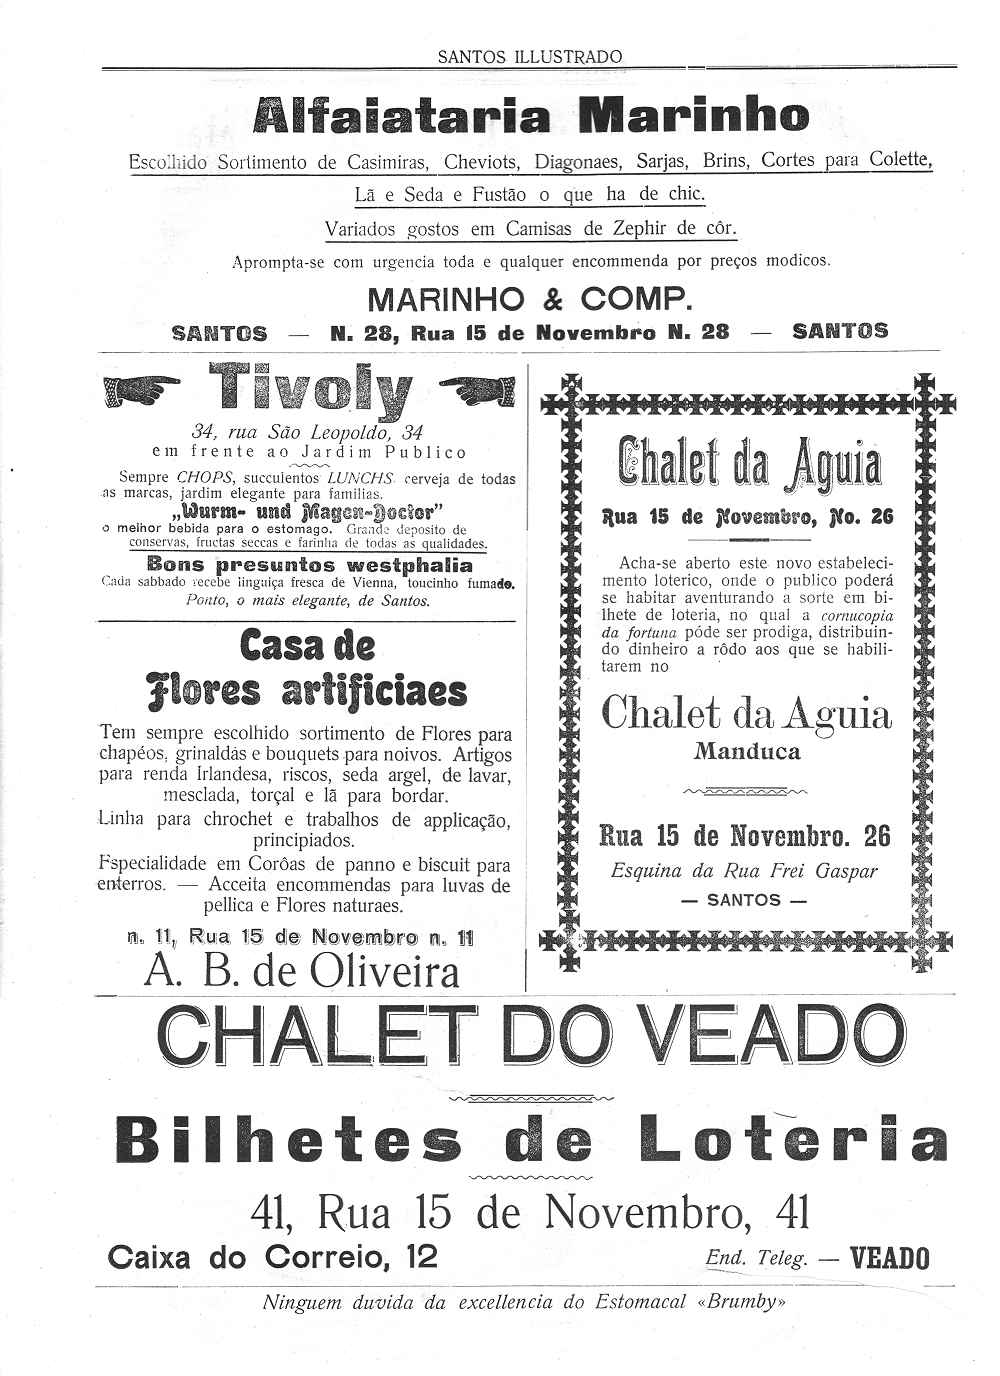 SANTOS ILLUSTRADO
Alfaiataria Marinho
Escolhido Sortimento de Casimiras, Cheviots, Diagonaes, Sarjas, Brins, Cortes para Colette,
Lã e Seda e Fustão o que ha de chic.
Variados gostos em Camisas de Zephir de côr.
Aprompta-se com urgencia toda e qualquer encommenda por preços modicos.
MARINHO & COMP.
SANTOS — N. 28, Rua 15 de Novembro N. 28 — SANTOS
Tivoly
34, rua São Leopoldo, 34
em frente ao Jardim Publico
Sempre CHOPS, succulentos LUNCHS cerveja de todas
as marcas, jardim elegante para familias.
„Wurm- und Magen-Doctor”
o melhor bebida para o estomago. Grande deposito de
conservas, fructas seccas e farinha de todas as qualidades.
Bons presuntos westphalia
Cada sabbado recebe linguiça fresca de Vienna, toucinho fumado.
Ponto, o mais elegante, de Santos.
Casa de
Flores artificiaes
Tem sempre escolhido sortimento de Flores para
chapéos, grinaldas e bouquets para noivos. Artigos
para renda Irlandesa, riscos, seda argel, de lavar,
mesclada, torçal e lã para bordar.
Linha para chrochet e trabalhos de applicação,
principiados.
Especialidade em Corôas de panno e biscuit para
enterros. — Acceita encommendas para luvas de
pellica e Flores naturaes.
n. 11, Rua 15 de Novembro n. 11
A. B. de Oliveira
Chalet da Aguia
Rua 15 de Novembro, No. 26
Acha-se aberto este novo estabeleci-
mento loterico, onde o publico poderá
se habitar aventurando a sorte em bi-
lhete de loteria, no qual a cornucopia
da fortuna póde ser prodiga, distribuin-
do dinheiro a rôdo aos que se habili-
tarem no
Chalet da Aguia
Manduca
Rua 15 de Novembro. 26
Esquina da Rua Frei Gaspar
— SANTOS —
CHALET DO VEADO
Bilhetes de Loteria
41, Rua 15 de Novembro, 41
Caixa do Correio, 12
End. Teleg. — VEADO
Ninguem duvida da excellencia do Estomacal «Brumby»